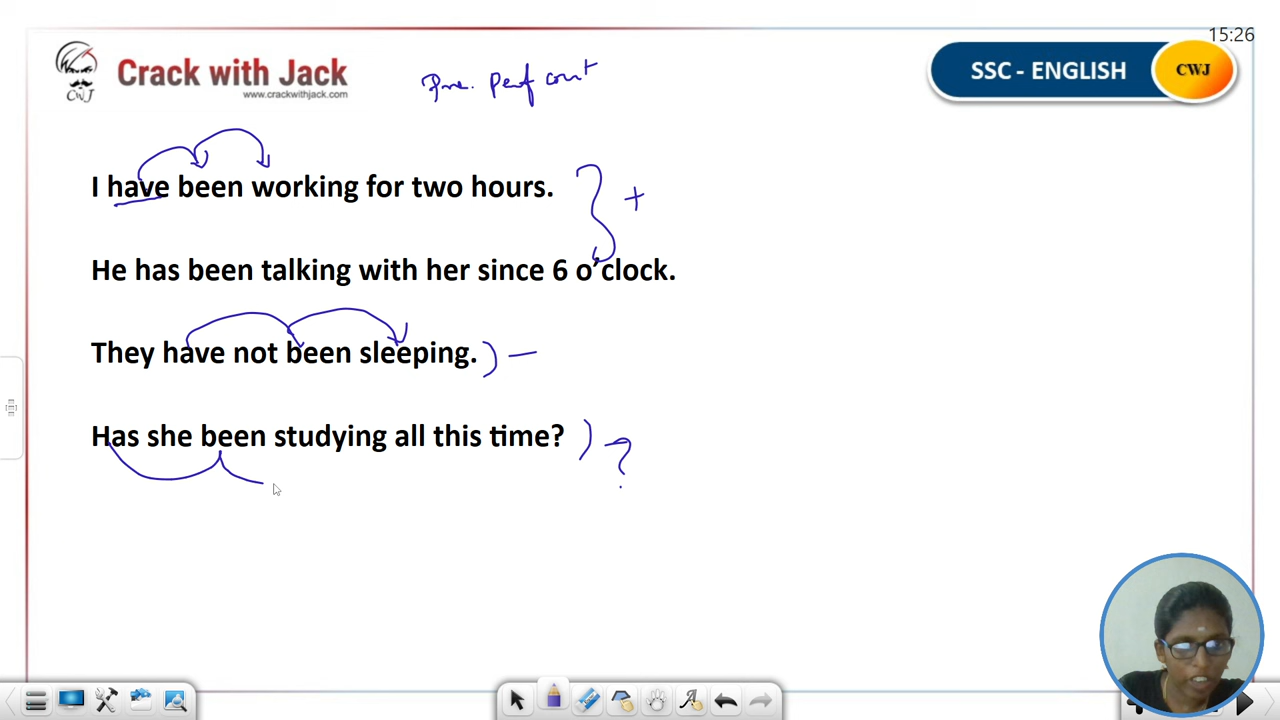 15:26
Crack with Jack
www.crackwithjack.com
CWJ
Pre. Perf cont
SSC - ENGLISH
CWJ
I have been working for two hours.
+
He has been talking with her since 6 o'clock.
They have not been sleeping.
—
Has she been studying all this time?
?